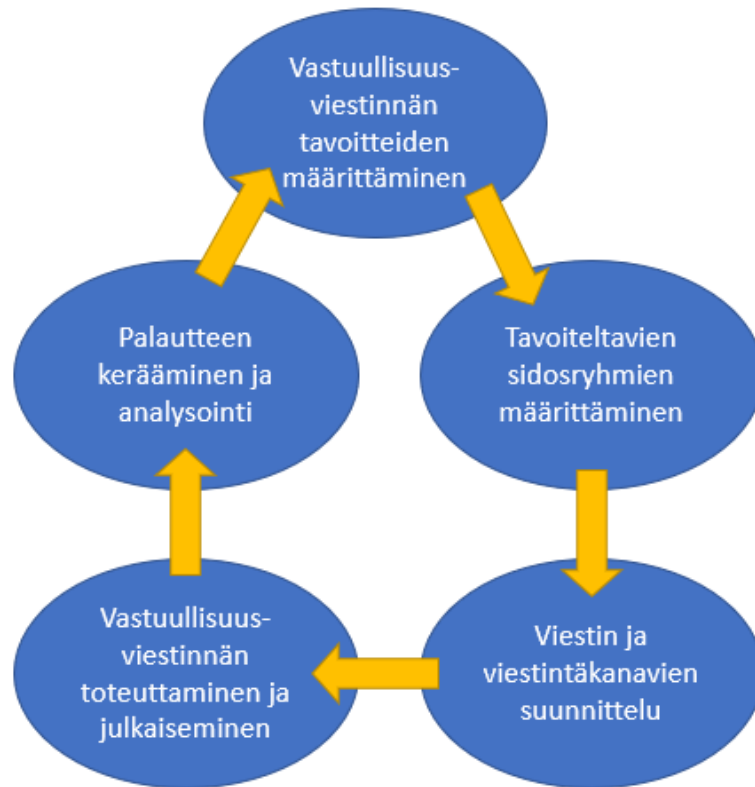 Vastuullisuus-
viestinnän
tavoitteiden
määrittäminen
Tavoiteltavien
sidosryhmien
määrittäminen
Viestin ja
viestintäkanavien
suunnittelu
Vastuullisuus-
viestinnän
toteuttaminen ja
julkaiseminen
Palautteen
kerääminen ja
analysointi